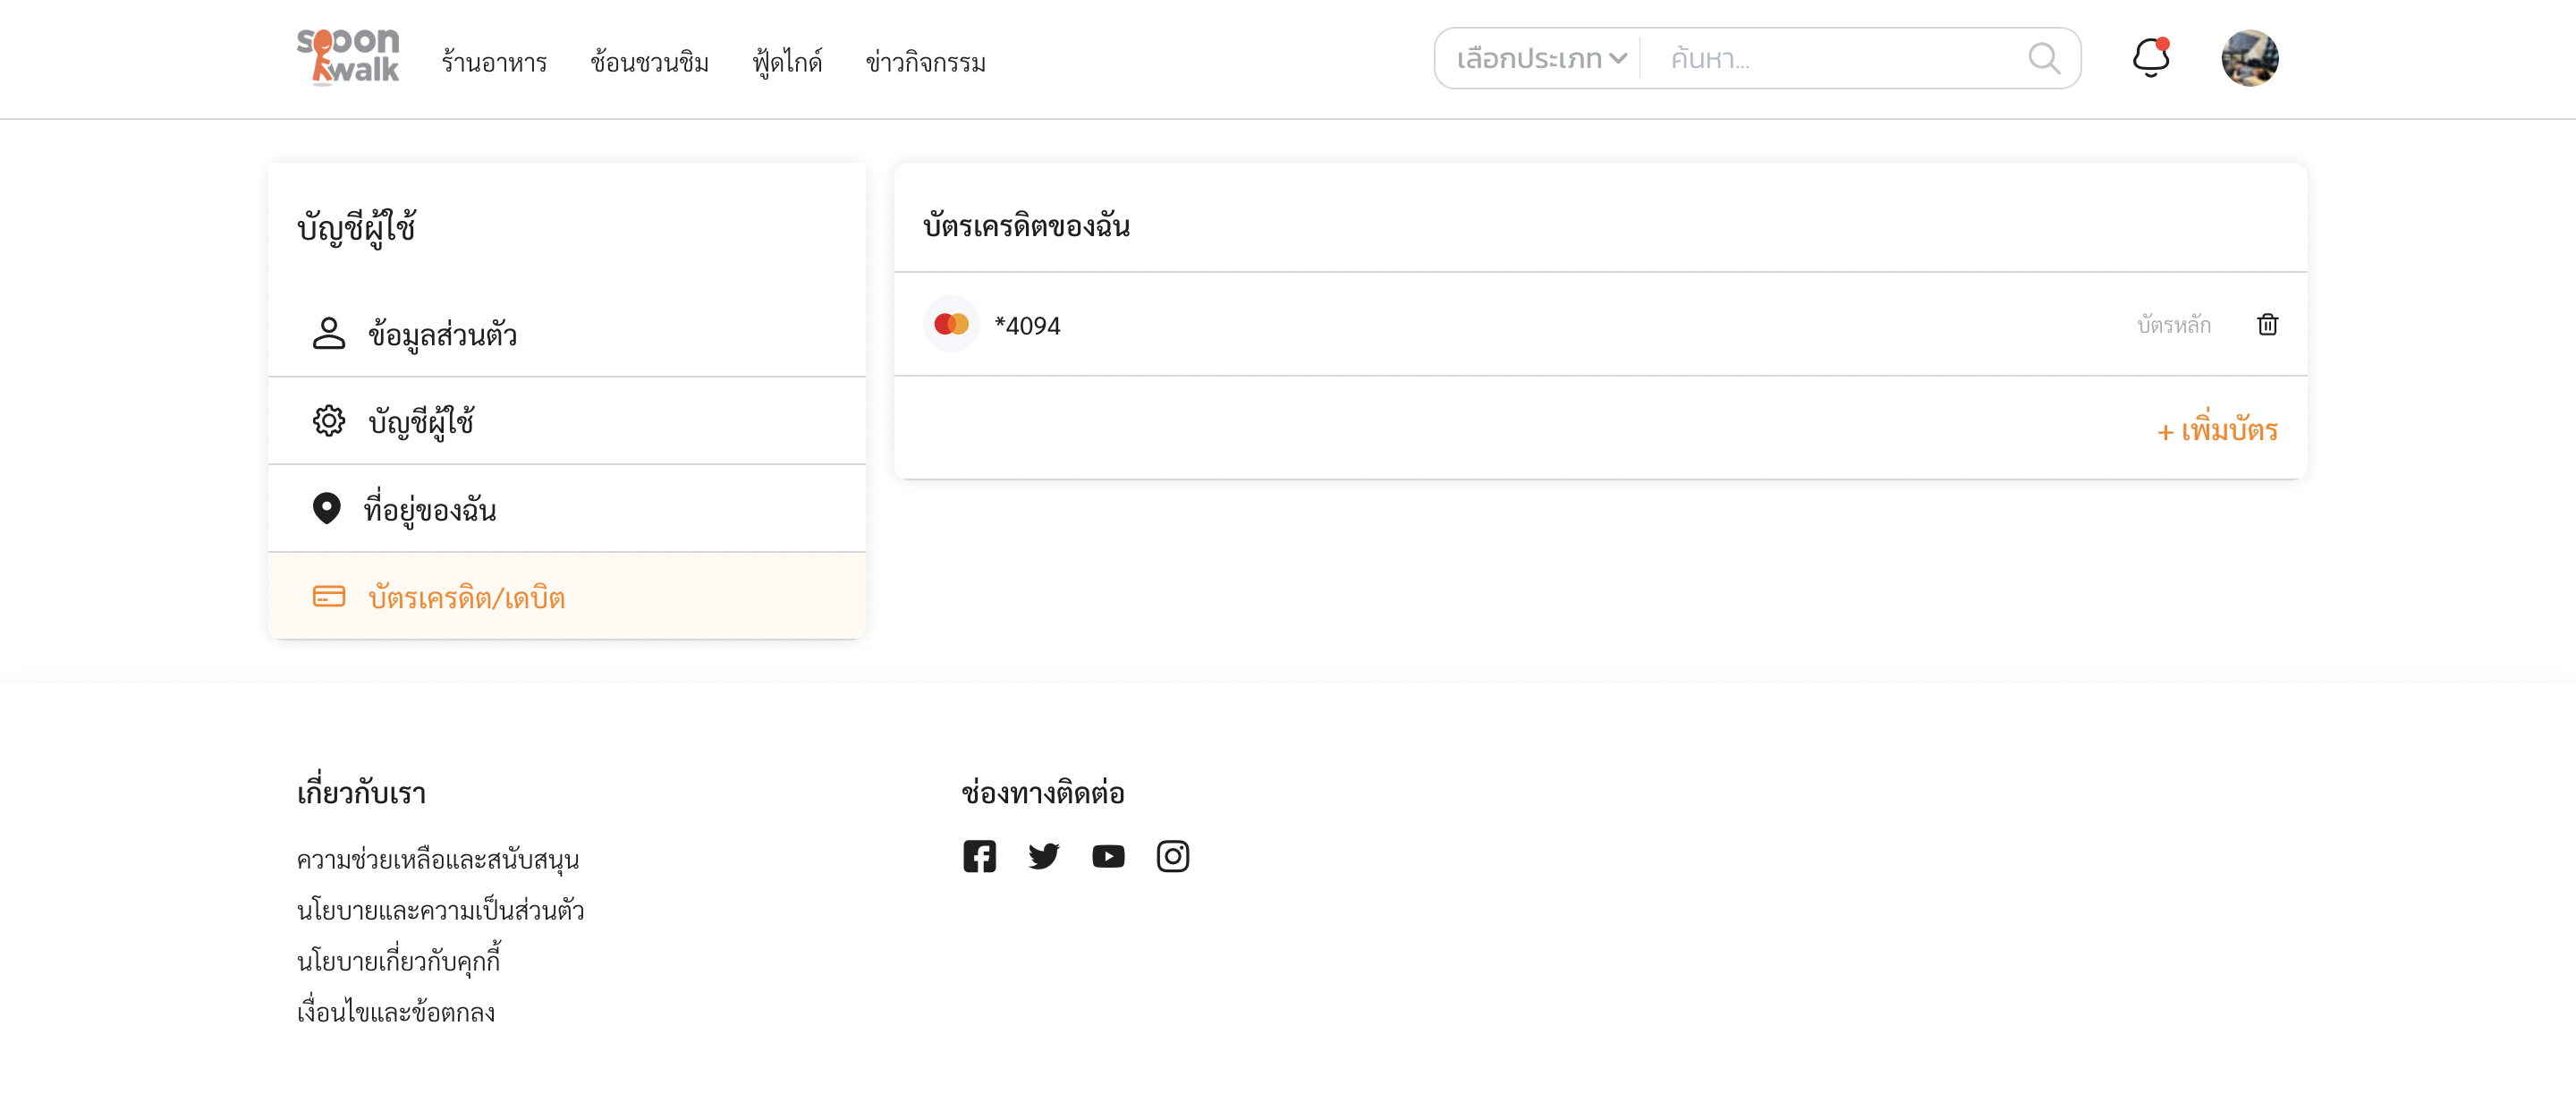 spoon walk
ร้านอาหาร ช้อนชวนชิม ฟู้ดไกด์ ข่าวกิจกรรม
เลือกประเภท ค้นหา...
บัญชีผู้ใช้
ข้อมูลส่วนตัว
บัญชีผู้ใช้
ที่อยู่ของฉัน
บัตรเครดิต/เดบิต
บัตรเครดิตของฉัน
*4094 บัตรหลัก
+ เพิ่มบัตร
เกี่ยวกับเรา
ความช่วยเหลือและสนับสนุน
นโยบายและความเป็นส่วนตัว
นโยบายเกี่ยวกับคุกกี้
เงื่อนไขและข้อตกลง
ช่องทางติดต่อ